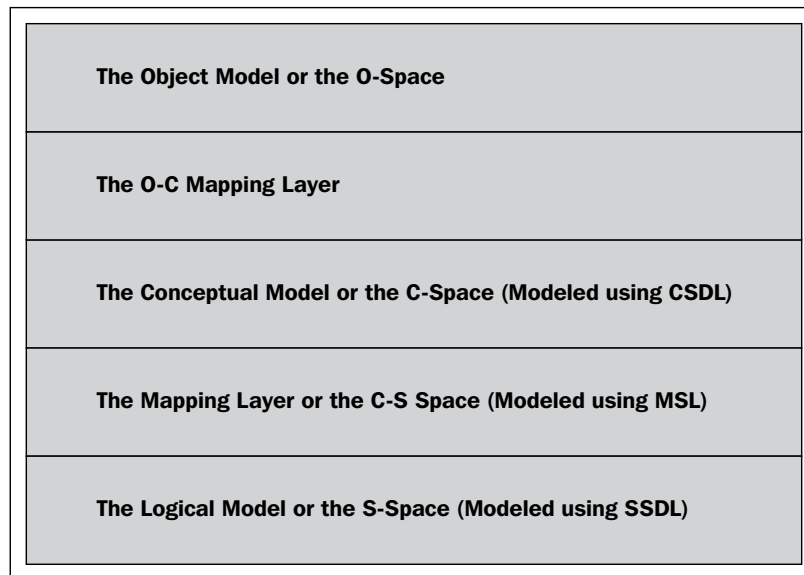 The Object Model or the O-Space
The O-C Mapping Layer
The Conceptual Model or the C-Space (Modeled using CSDL)
The Mapping Layer or the C-S Space (Modeled using MSL)
The Logical Model or the S-Space (Modeled using SSDL)